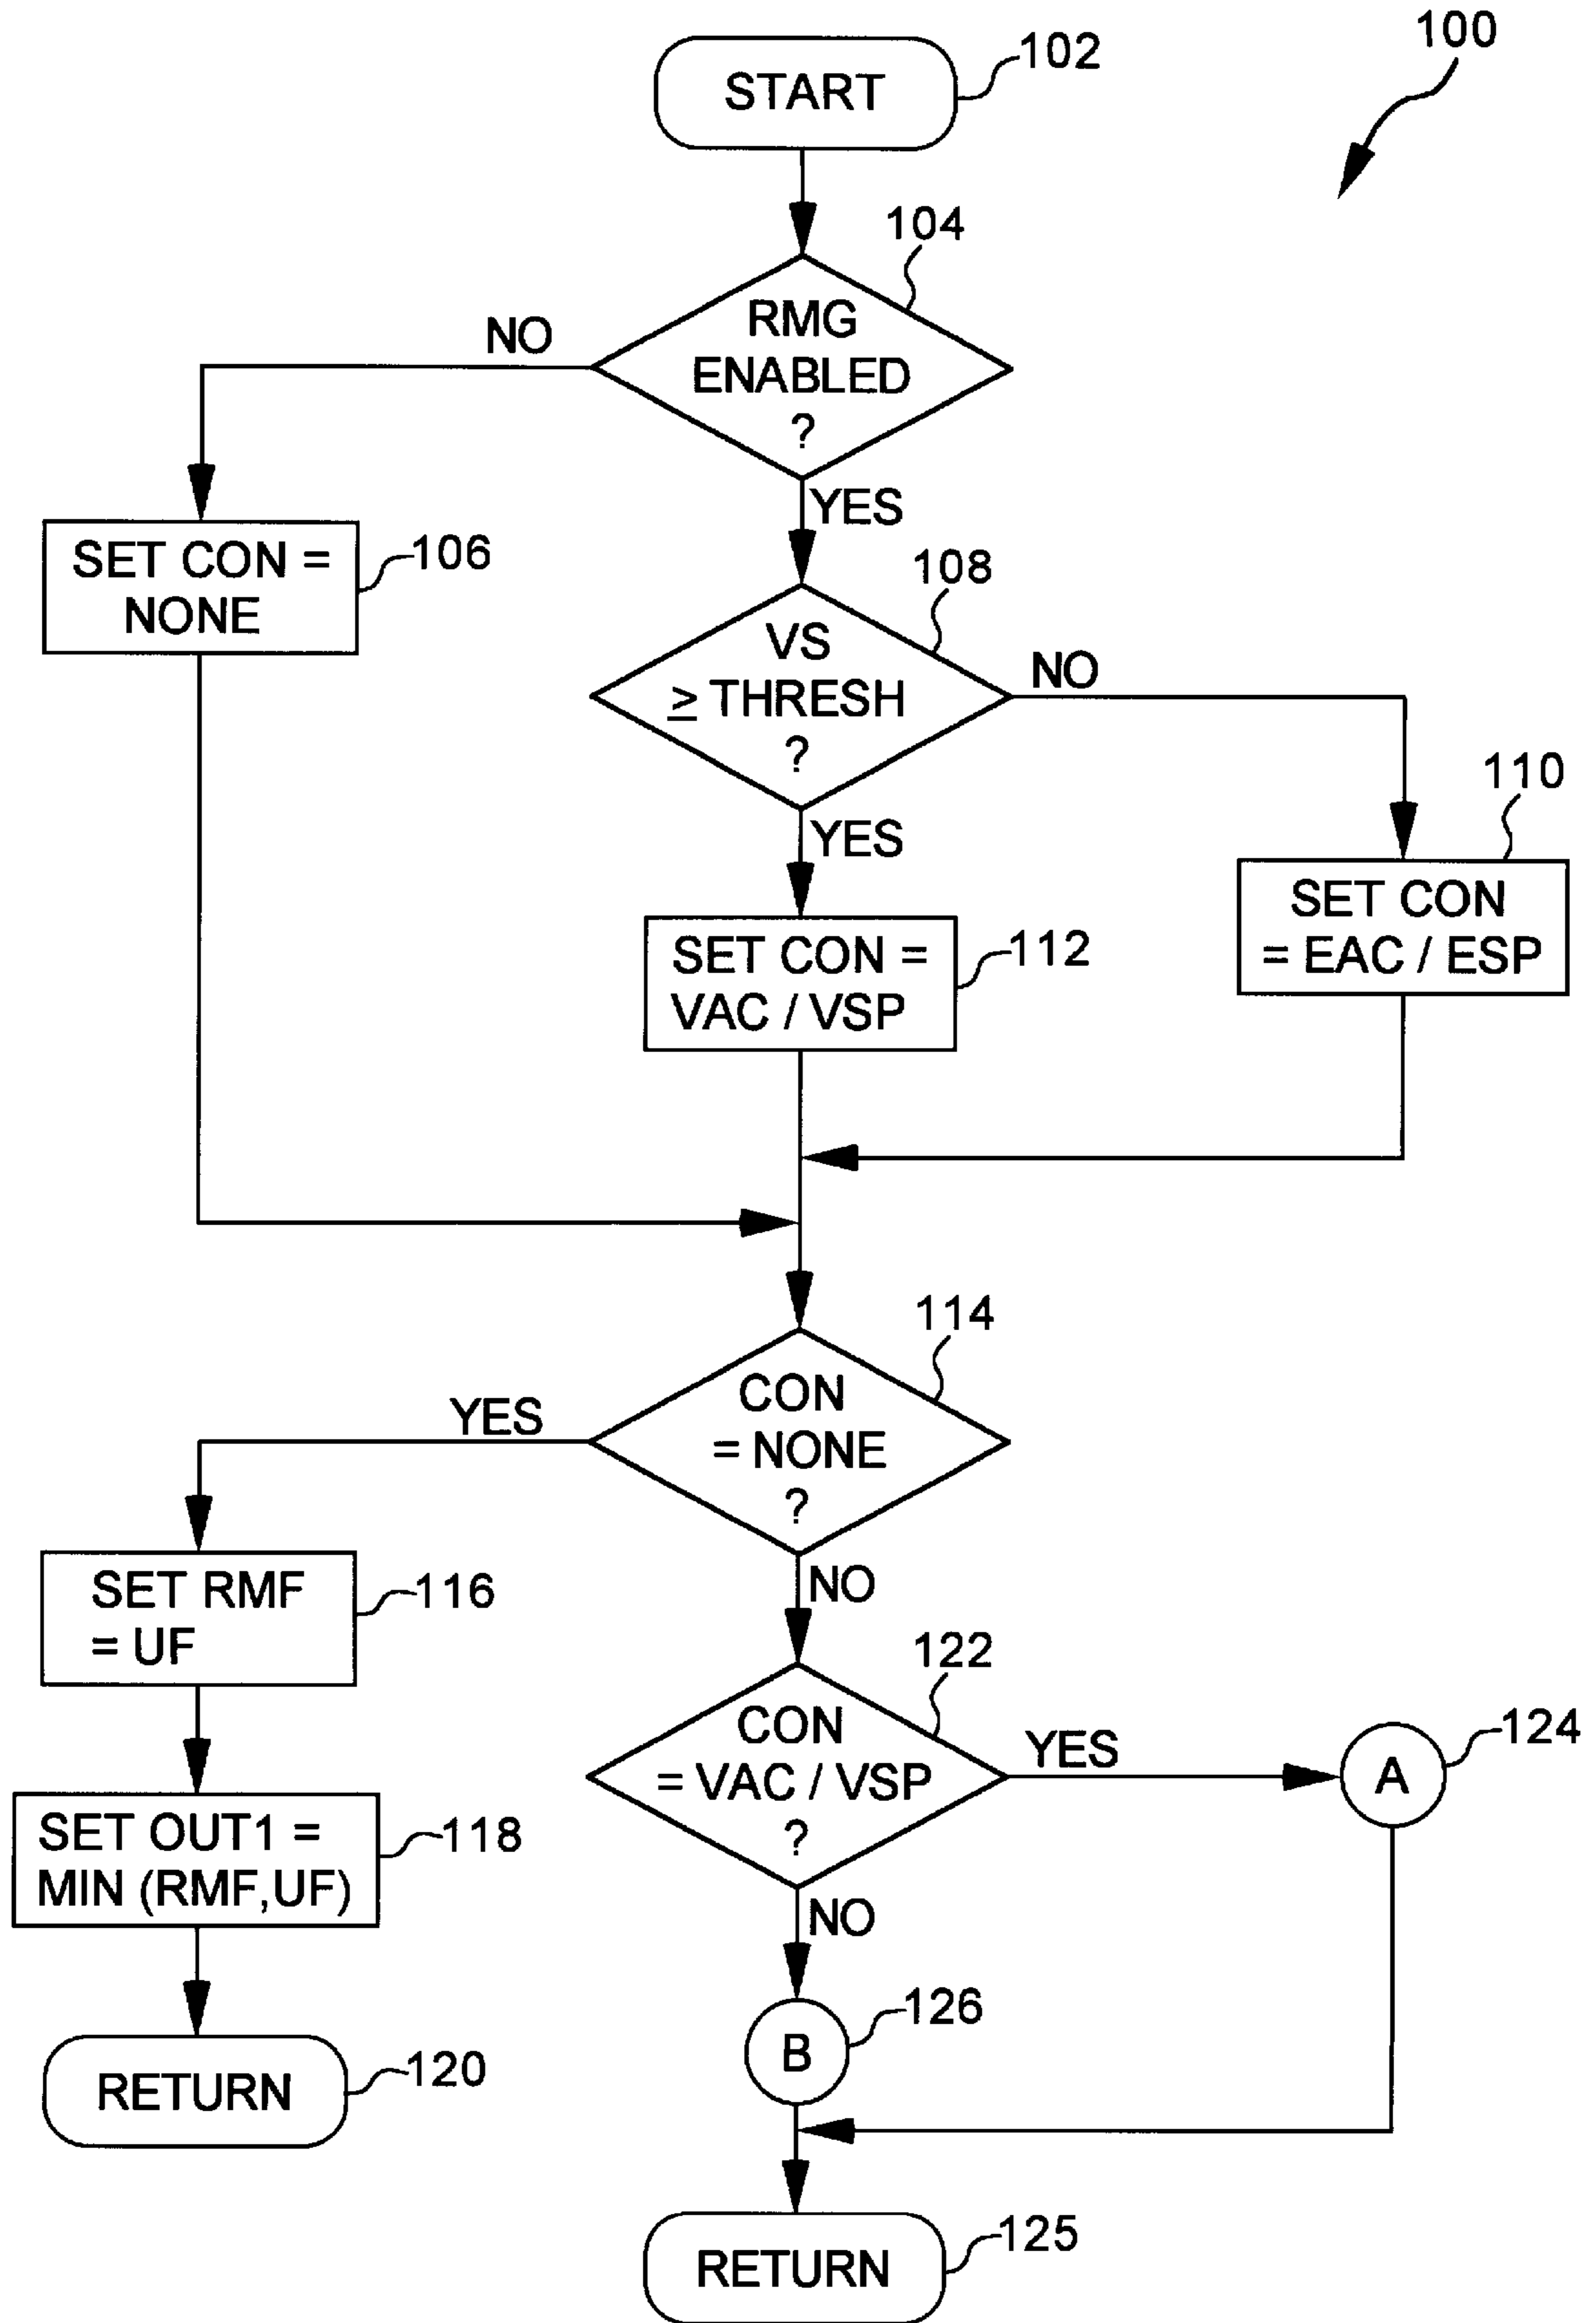 100
START
102
104
RMG
ENABLED
?
NO
YES
SET CON =
NONE
106
108
VS
≥ THRESH
?
NO
YES
110
SET CON
= EAC / ESP
SET CON =
VAC / VSP
112
114
CON
= NONE
?
YES
NO
SET RMF
= UF
116
122
CON
= VAC / VSP
?
YES
A
124
SET OUT1 =
MIN (RMF,UF)
118
NO
B
126
RETURN
120
RETURN
125